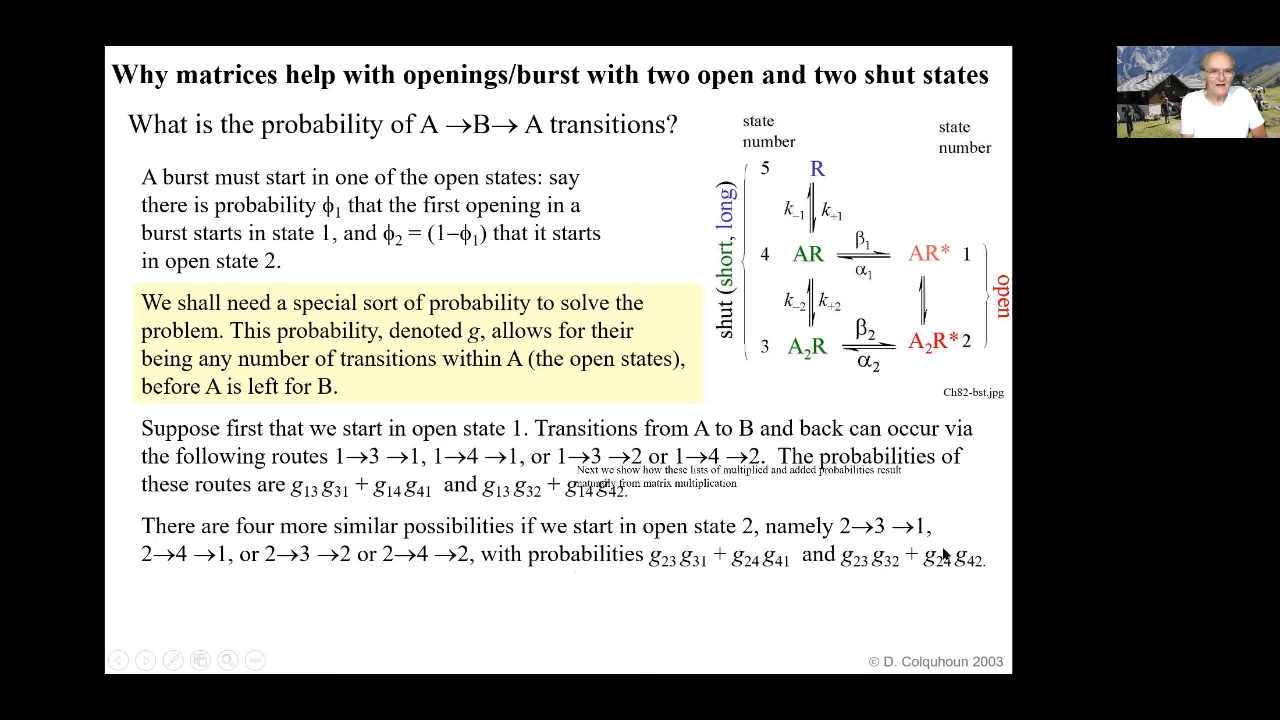 Why matrices help with openings/burst with two open and two shut states
What is the probability of A →B→ A transitions?
A burst must start in one of the open states: say
there is probability ϕ₁ that the first opening in a
burst starts in state 1, and ϕ₂ = (1–ϕ₁) that it starts
in open state 2.
We shall need a special sort of probability to solve the
problem. This probability, denoted g, allows for their
being any number of transitions within A (the open states),
before A is left for B.
state
number
state
number
5 R
k₋₁ k₊₁
4 AR β₁ AR* 1
α₁
k₋₂ k₊₂
3 A₂R β₂ A₂R* 2
α₂
shut (short, long)
open
Ch82-bst.jpg
Suppose first that we start in open state 1. Transitions from A to B and back can occur via
the following routes 1→3 →1, 1→4 →1, or 1→3 →2 or 1→4 →2. The probabilities of
these routes are g₁₃ g₃₁ + g₁₄ g₄₁ and g₁₃ g₃₂ + g₁₄ g₄₂.
Next we show how these lists of multiplied and added probabilities result
naturally from matrix multiplication
There are four more similar possibilities if we start in open state 2, namely 2→3 →1,
2→4 →1, or 2→3 →2 or 2→4 →2, with probabilities g₂₃ g₃₁ + g₂₄ g₄₁ and g₂₃ g₃₂ + g₂₄ g₄₂.
© D. Colquhoun 2003